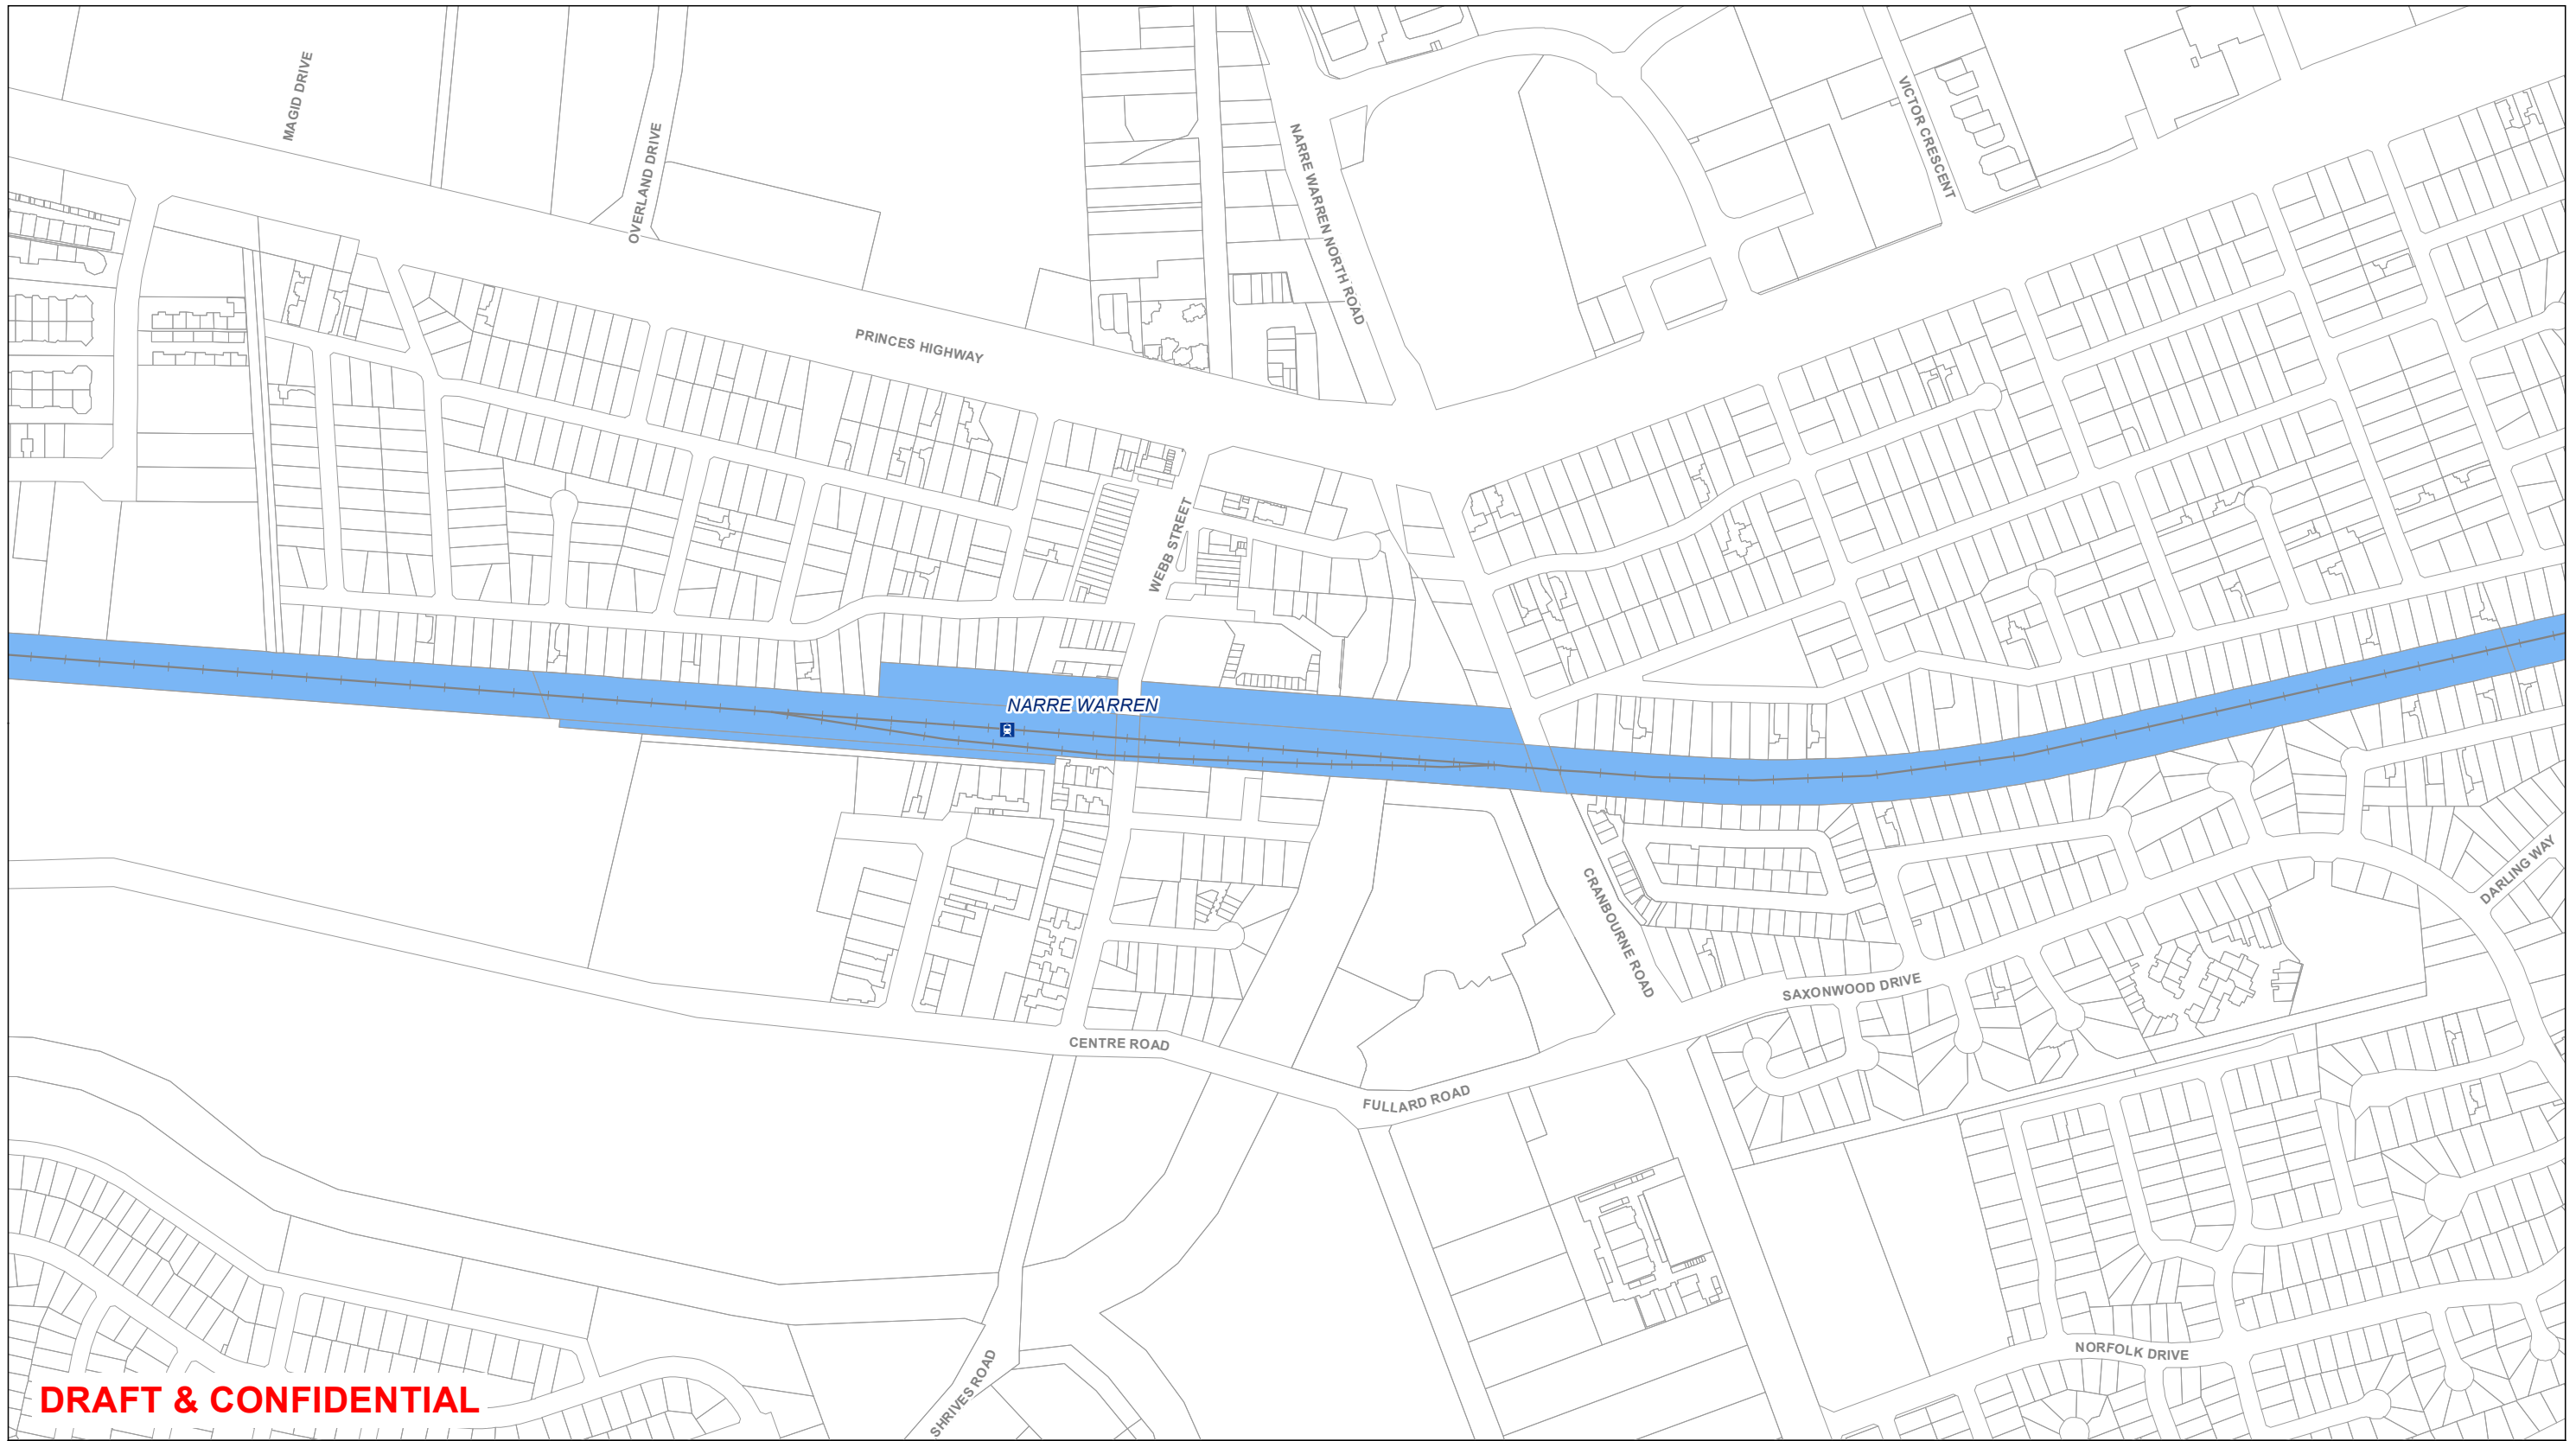 MAGID DRIVE
OVERLAND DRIVE
NARRE WARREN NORTH ROAD
VICTOR CRESCENT
PRINCES HIGHWAY
WEBB STREET
NARRE WARREN
CRANBOURNE ROAD
DARLING WAY
SAXONWOOD DRIVE
CENTRE ROAD
FULLARD ROAD
NORFOLK DRIVE
SHRIVES ROAD
DRAFT & CONFIDENTIAL